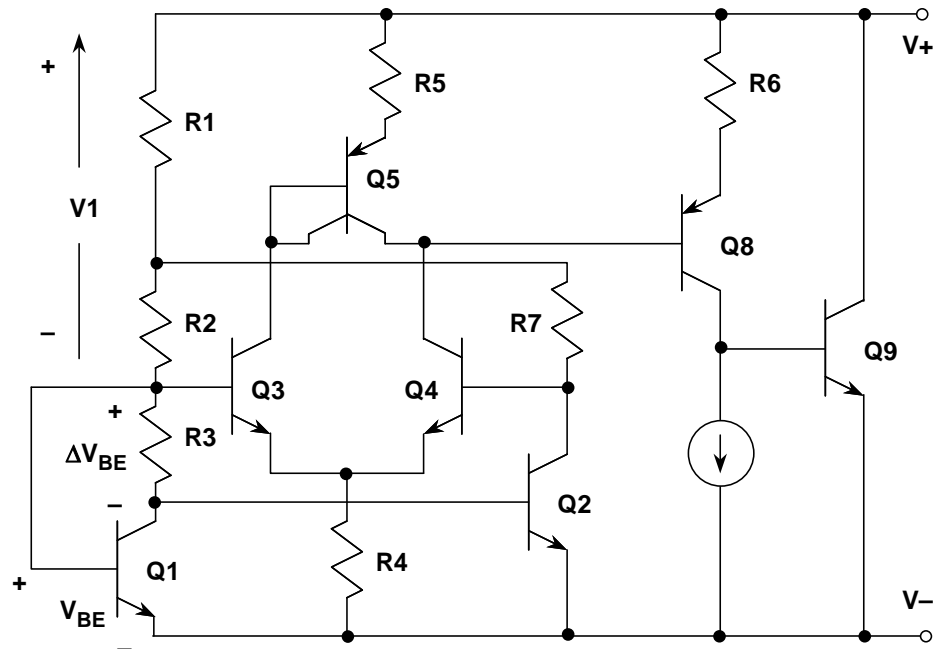 V+
+
R5
R6
R1
Q5
V1
Q8
R2
R7
–
Q3
Q4
Q9
+
R3
ΔVBE
–
Q2
Q1
R4
+
VBE
V–
–